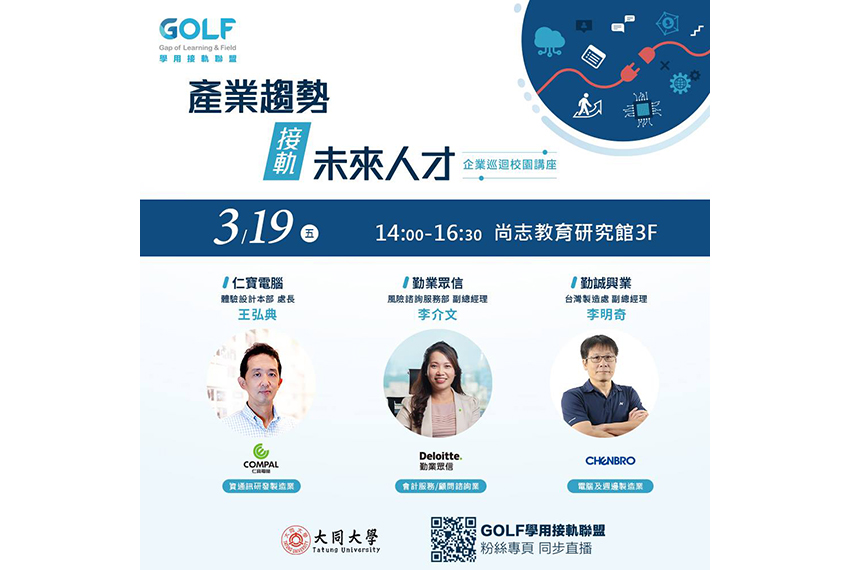 GOLF
Gap of Learning & Field
學用接軌聯盟
產業趨勢
接軌
未來人才 企業巡迴校園講座
3/19 五 14:00-16:30 尚志教育研究館3F
仁寶電腦
體驗設計本部 處長
王弘典
COMPAL
仁寶電腦
資通訊研發製造業
勤業眾信
風險諮詢服務部 副總經理
李介文
Deloitte.
勤業眾信
會計服務/顧問諮詢業
勤誠興業
台灣製造處 副總經理
李明奇
CHENBRO
電腦及週邊製造業
大同大學
Tatung University
GOLF學用接軌聯盟
粉絲專頁 同步直播